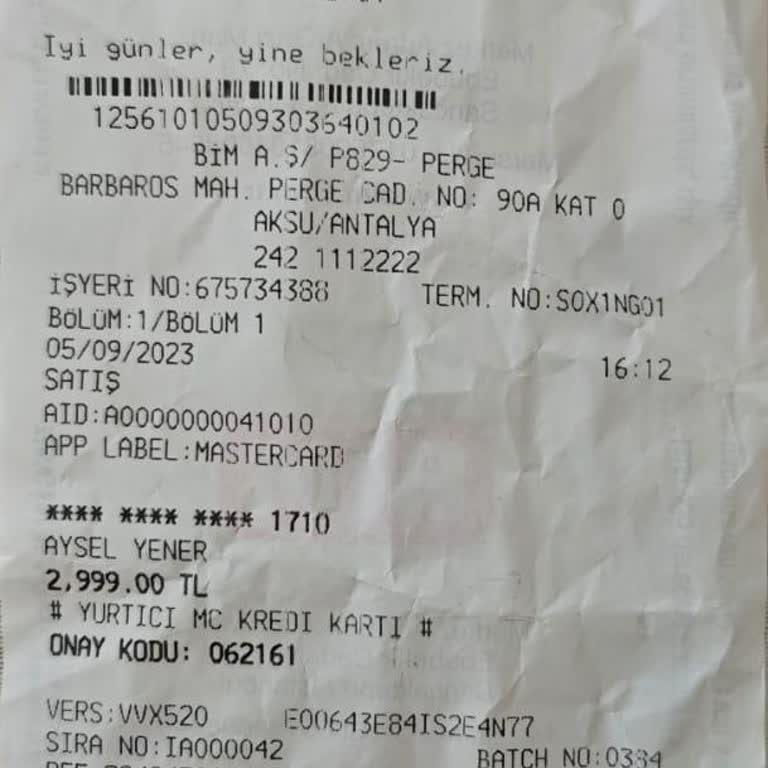 İyi günler, yine bekleriz.
12561010509303640102
BİM A.Ş/ P829- PERGE
BARBAROS MAH. PERGE CAD. NO: 90A KAT 0
AKSU/ANTALYA
242 1112222
İŞYERİ NO:675734388 TERM. NO:S0X1NG01
BÖLÜM:1/BÖLÜM 1
05/09/2023 16:12
SATIŞ
AID:A0000000041010
APP LABEL:MASTERCARD
**** **** **** 1710
AYSEL YENER
2,999.00 TL
# YURTICI MC KREDI KARTI #
ONAY KODU: 062161
VERS:VVX520 E00643E84IS2E4N77
SIRA NO:IA000042 BATCH NO:0334